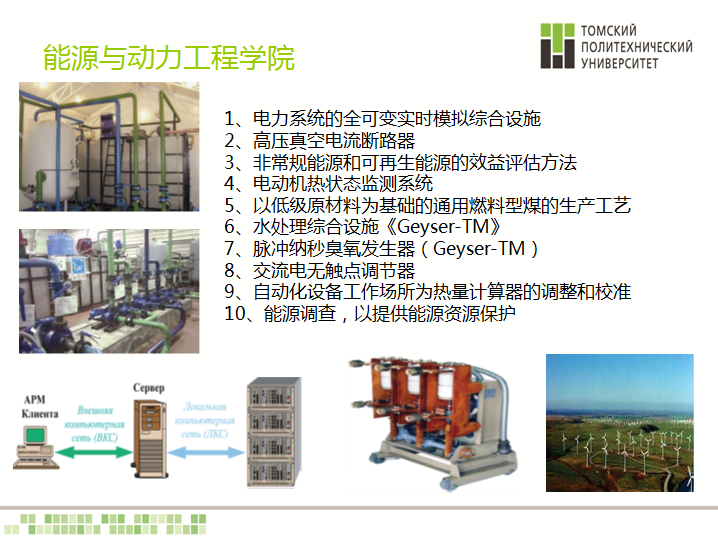 能源与动力工程学院
ТОМСКИЙ
ПОЛИТЕХНИЧЕСКИЙ
УНИВЕРСИТЕТ
1、电力系统的全可变实时模拟综合设施
2、高压真空电流断路器
3、非常规能源和可再生能源的效益评估方法
4、电动机热状态监测系统
5、以低级原材料为基础的通用燃料型煤的生产工艺
6、水处理综合设施《Geyser-TM》
7、脉冲纳秒臭氧发生器（Geyser-TM）
8、交流电无触点调节器
9、自动化设备工作场所为热量计算器的调整和校准
10、能源调查，以提供能源资源保护
АРМ
Клиента
Внешняя
компьютерная
сеть (ВКС)
Сервер
Локальная
компьютерная
сеть (ЛКС)